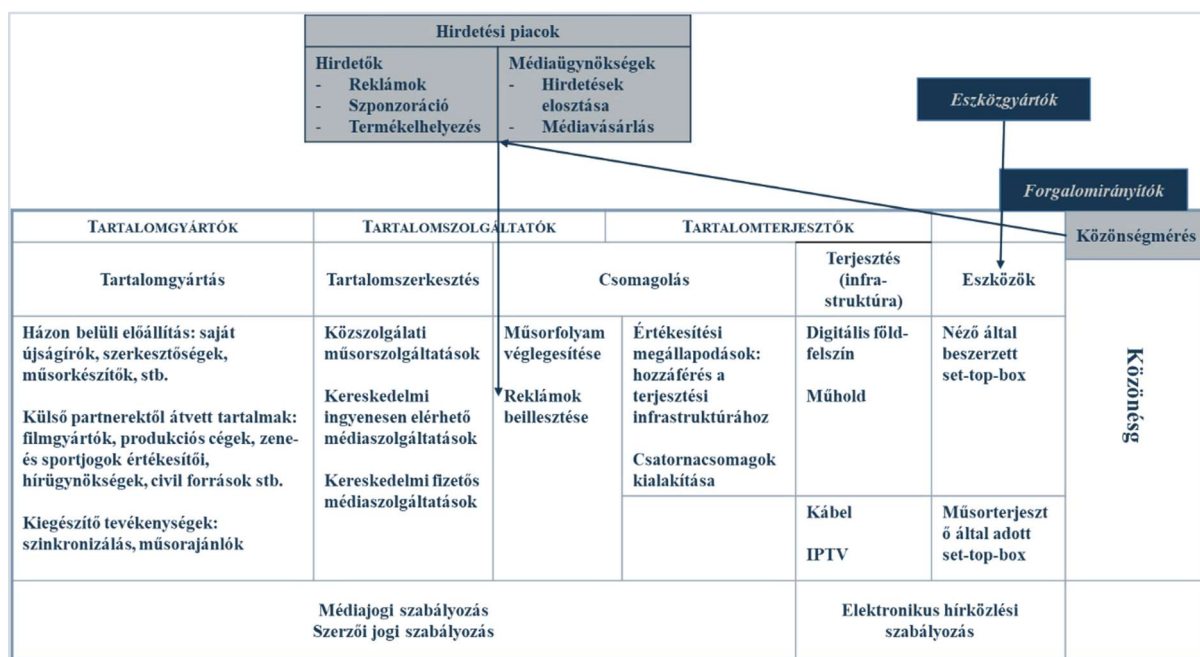 Hirdetési piacok
Hirdetők
- Reklámok
- Szponzoráció
- Termékelhelyezés
Médiaügynökségek
- Hirdetések
elosztása
- Médiavásárlás
Eszközgyártók
Forgalomirányítók
TARTALOMGYÁRTÓK
TARTALOMSZOLGÁLTATÓK
TARTALOMTERJESZTŐK
Közönségmérés
Tartalomgyártás
Tartalomszerkesztés
Csomagolás
Terjesztés
(infra-
struktúra)
Eszközök
Házon belüli előállítás: saját
újságírók, szerkesztőségek,
műsorkészítők, stb.
Külső partnerektől átvett tartalmak:
filmgyártók, produkciós cégek, zene-
és sportjogok értékesítői,
hírügynökségek, civil források stb.
Kiegészítő tevékenységek:
szinkronizálás, műsorajánlók
Közszolgálati
műsorszolgáltatások
Kereskedelmi
ingyenesen elérhető
médiaszolgáltatások
Kereskedelmi fizetős
médiaszolgáltatások
Műsorfolyam
véglegesítése
Reklámok
beillesztése
Értékesítési
megállapodások:
hozzáférés a
terjesztési
infrastruktúrához
Csatornacsomagok
kialakítása
Digitális föld-
felszín
Műhold
Néző által
beszerzett
set-top-box
Kábel
IPTV
Műsorterjeszt
ő által adott
set-top-box
Közönésg
Médiajogi szabályozás
Szerzői jogi szabályozás
Elektronikus hírközlési
szabályozás